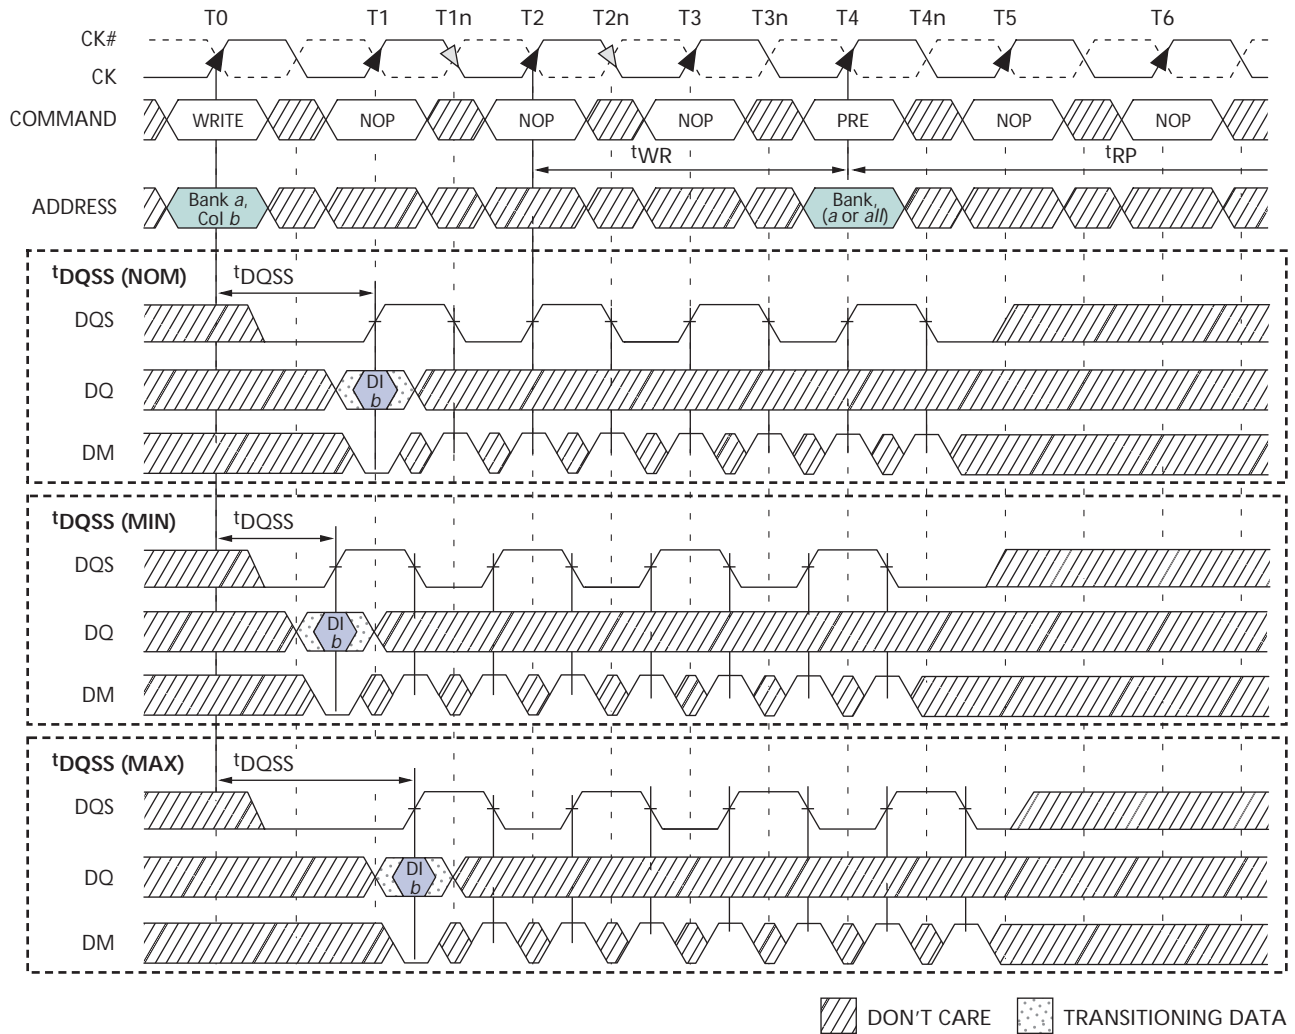 T0 T1 T1n T2 T2n T3 T3n T4 T4n T5 T6
CK#
CK
COMMAND WRITE NOP NOP NOP PRE NOP NOP
tWR tRP
ADDRESS Bank a, Col b Bank, (a or all)
tDQSS (NOM) tDQSS
DQS
DQ DI b
DM
tDQSS (MIN) tDQSS
DQS
DQ DI b
DM
tDQSS (MAX) tDQSS
DQS
DQ DI b
DM
DON'T CARE TRANSITIONING DATA